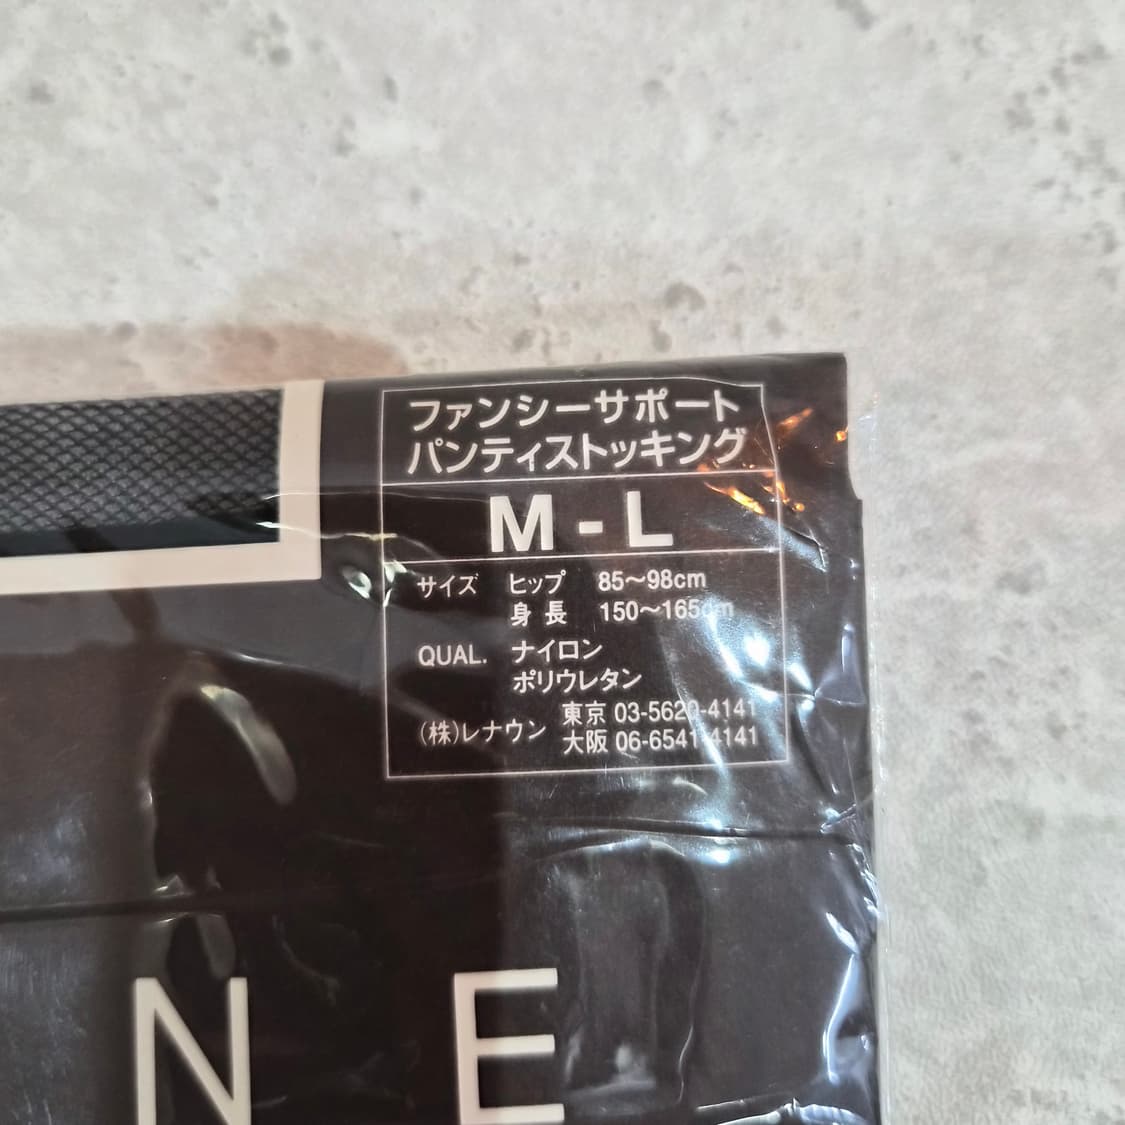 ファンシーサポート
パンティストッキング
M-L
サイズ ヒップ 85～98cm
身長 150～165cm
QUAL. ナイロン
ポリウレタン
(株)レナウン 東京 03-5620-4141
大阪 06-6541-4141
N E